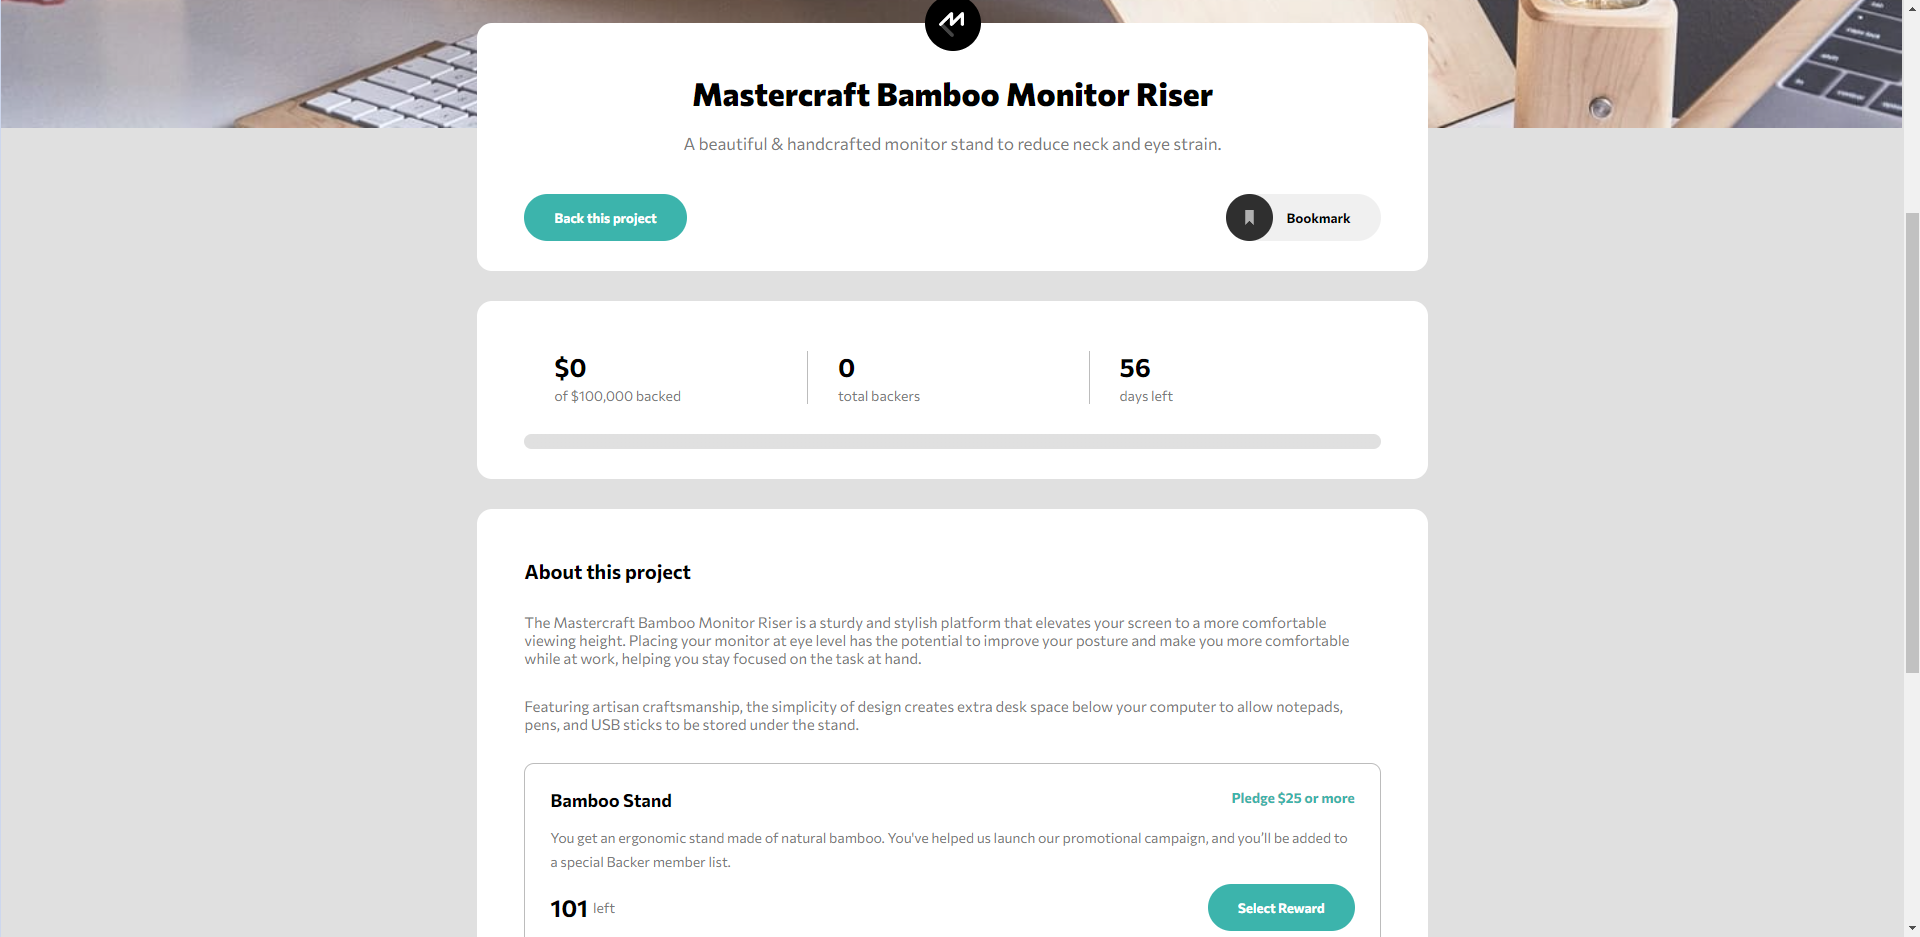 Mastercraft Bamboo Monitor Riser
A beautiful & handcrafted monitor stand to reduce neck and eye strain.
Back this project
Bookmark
$0
of $100,000 backed
0
total backers
56
days left
About this project
The Mastercraft Bamboo Monitor Riser is a sturdy and stylish platform that elevates your screen to a more comfortable
viewing height. Placing your monitor at eye level has the potential to improve your posture and make you more comfortable
while at work, helping you stay focused on the task at hand.
Featuring artisan craftsmanship, the simplicity of design creates extra desk space below your computer to allow notepads,
pens, and USB sticks to be stored under the stand.
Bamboo Stand
Pledge $25 or more
You get an ergonomic stand made of natural bamboo. You've helped us launch our promotional campaign, and you’ll be added to
a special Backer member list.
101 left
Select Reward